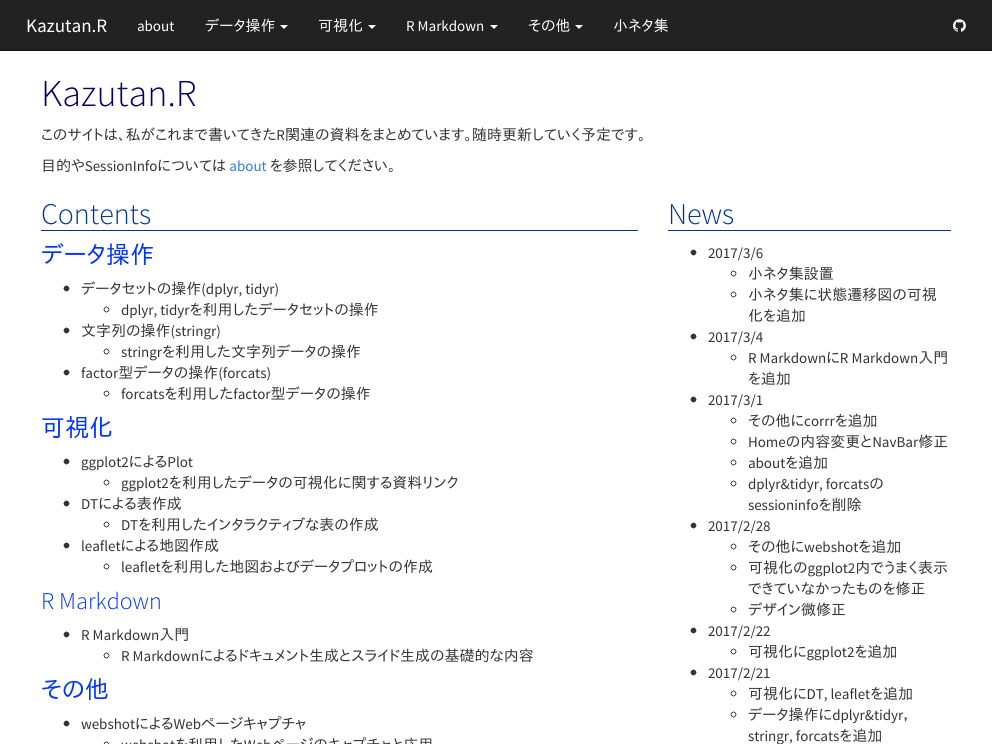 Kazutan.R about データ操作 可視化 R Markdown その他 小ネタ集
Kazutan.R
このサイトは、私がこれまで書いてきたR関連の資料をまとめています。随時更新していく予定です。
目的やSessionInfoについては about を参照してください。
Contents
データ操作
データセットの操作(dplyr, tidyr)
dplyr, tidyrを利用したデータセットの操作
文字列の操作(stringr)
stringrを利用した文字列データの操作
factor型データの操作(forcats)
forcatsを利用したfactor型データの操作
可視化
ggplot2によるPlot
ggplot2を利用したデータの可視化に関する資料リンク
DTによる表作成
DTを利用したインタラクティブな表の作成
leafletによる地図作成
leafletを利用した地図およびデータプロットの作成
R Markdown
R Markdown入門
R Markdownによるドキュメント生成とスライド生成の基礎的な内容
その他
webshotによるWebページキャプチャ
webshotを利用したWebページのキャプチャと応用
News
2017/3/6
小ネタ集設置
小ネタ集に状態遷移図の可視
化を追加
2017/3/4
R MarkdownにR Markdown入門
を追加
2017/3/1
その他にcorrrを追加
Homeの内容変更とNavBar修正
aboutを追加
dplyr&tidyr, forcatsの
sessioninfoを削除
2017/2/28
その他にwebshotを追加
可視化のggplot2内でうまく表示
できていなかったものを修正
デザイン微修正
2017/2/22
可視化にggplot2を追加
2017/2/21
可視化にDT, leafletを追加
データ操作にdplyr&tidyr,
stringr, forcatsを追加